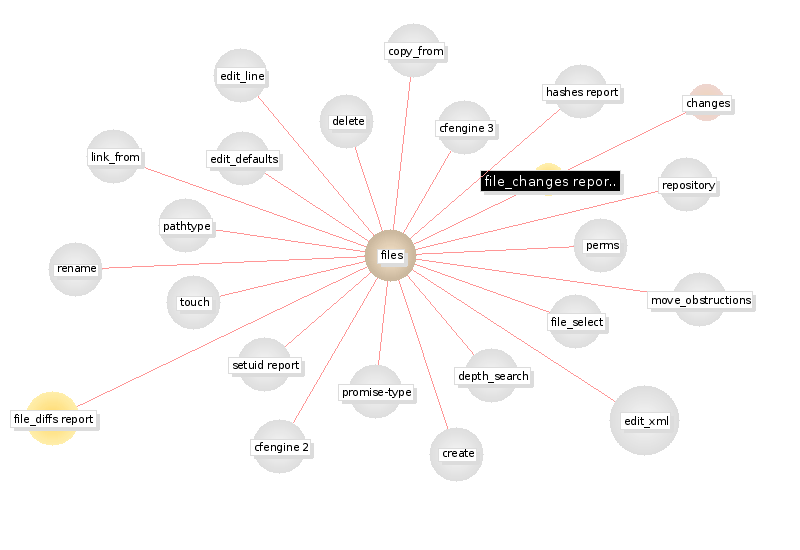 copy_from
edit_line
hashes report
changes
delete
cfengine 3
link_from
edit_defaults
file_changes repor..
repository
pathtype
perms
files
rename
touch
move_obstructions
file_select
setuid report
depth_search
promise-type
file_diffs report
edit_xml
cfengine 2
create